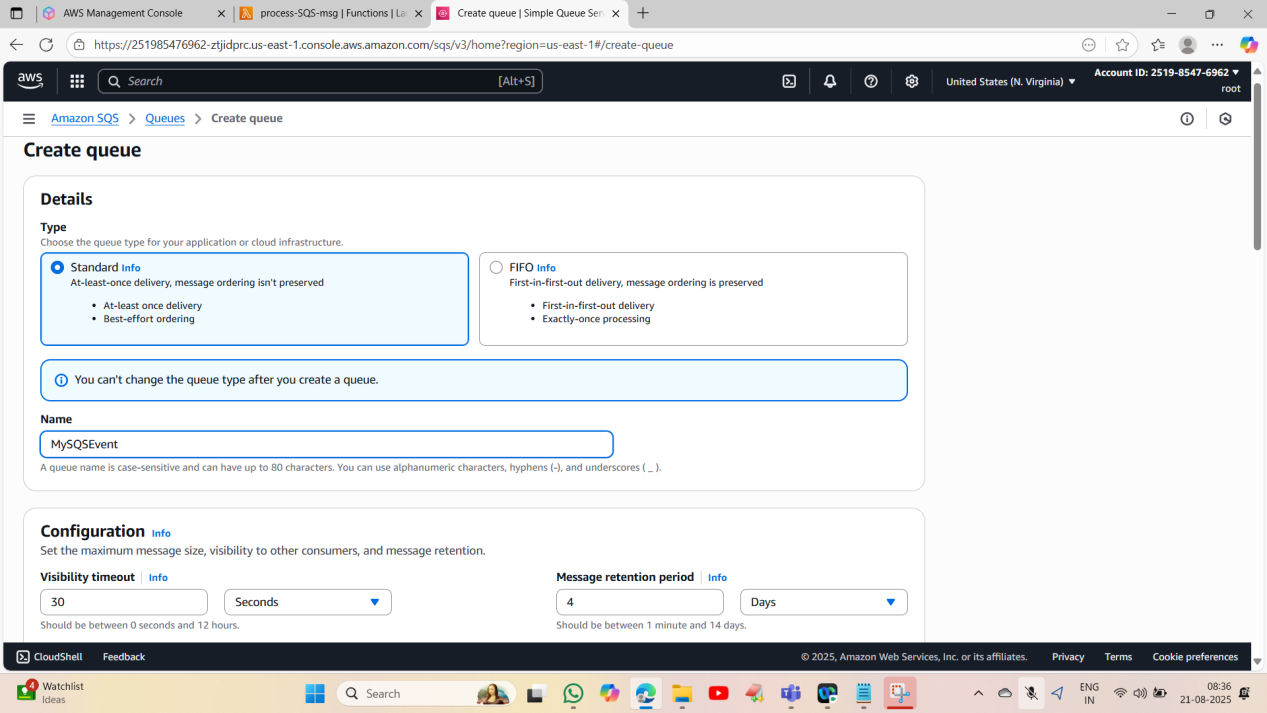 AWS Management Console
process-SQS-msg | Functions | La
Create queue | Simple Queue Ser
https://251985476962-ztjidprc.us-east-1.console.aws.amazon.com/sqs/v3/home?region=us-east-1#/create-queue
aws
Search
[Alt+S]
United States (N. Virginia)
Account ID: 2519-8547-6962
root
Amazon SQS
Queues
Create queue
Create queue
Details
Type
Choose the queue type for your application or cloud infrastructure.
Standard Info
At-least-once delivery, message ordering isn't preserved
• At-least once delivery
• Best-effort ordering
FIFO Info
First-in-first-out delivery, message ordering is preserved
• First-in-first-out delivery
• Exactly-once processing
You can't change the queue type after you create a queue.
Name
MySQSEvent
A queue name is case-sensitive and can have up to 80 characters. You can use alphanumeric characters, hyphens (-), and underscores ( _ ).
Configuration Info
Set the maximum message size, visibility to other consumers, and message retention.
Visibility timeout Info
30
Seconds
Should be between 0 seconds and 12 hours.
Message retention period Info
4
Days
Should be between 1 minute and 14 days.
CloudShell
Feedback
© 2025, Amazon Web Services, Inc. or its affiliates.
Privacy
Terms
Cookie preferences
4
Watchlist
Ideas
Search
ENG
IN
08:36
21-08-2025